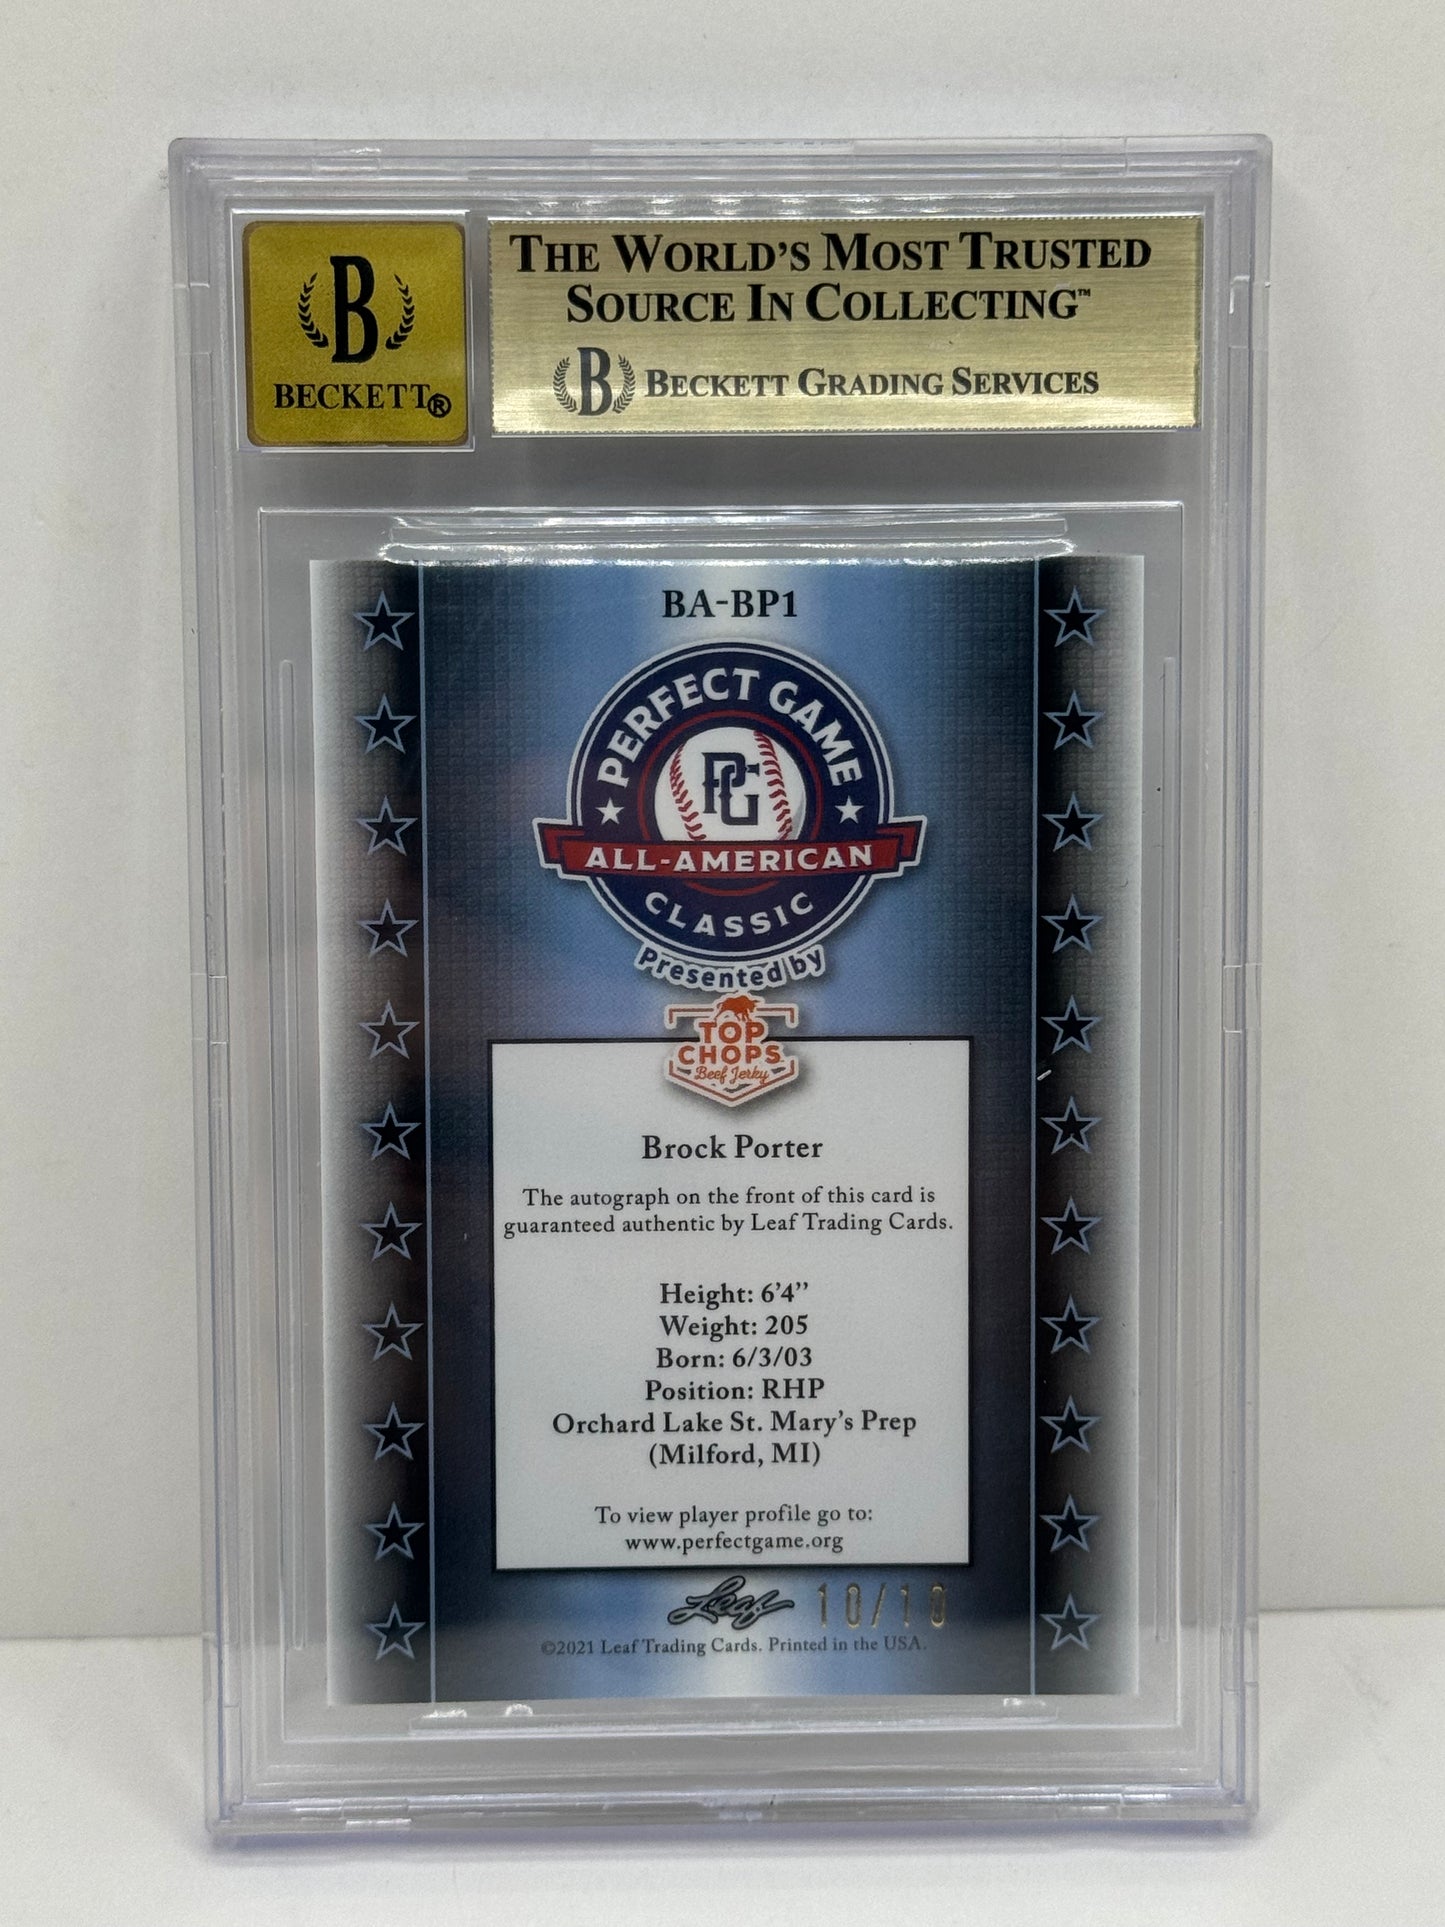 B
BECKETT®
THE WORLD'S MOST TRUSTED
SOURCE IN COLLECTING™
B BECKETT GRADING SERVICES
BA-BP1
PERFECT GAME
PG
ALL-AMERICAN
CLASSIC
Presented by
TOP
CHOPS
Beef Jerky
Brock Porter
The autograph on the front of this card is
guaranteed authentic by Leaf Trading Cards.
Height: 6'4''
Weight: 205
Born: 6/3/03
Position: RHP
Orchard Lake St. Mary's Prep
(Milford, MI)
To view player profile go to:
www.perfectgame.org
Leaf 10/10
©2021 Leaf Trading Cards. Printed in the USA.